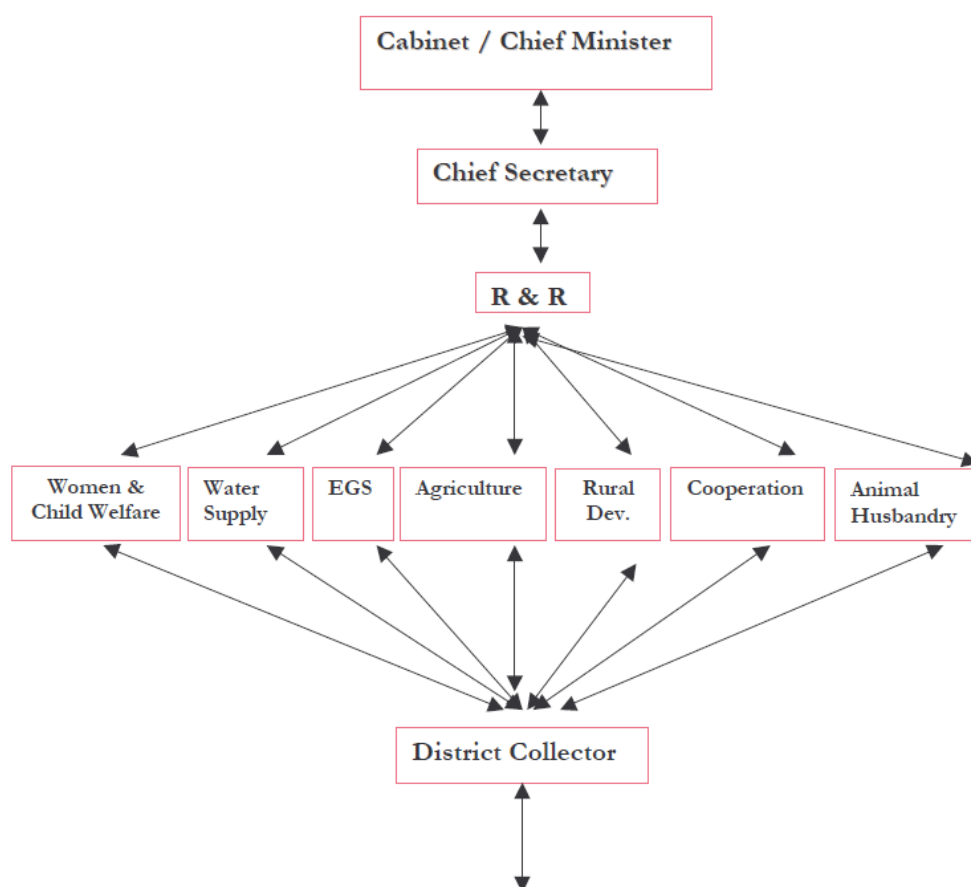 Cabinet / Chief Minister
Chief Secretary
R & R
Women &
Child Welfare
Water
Supply
EGS
Agriculture
Rural
Dev.
Cooperation
Animal
Husbandry
District Collector